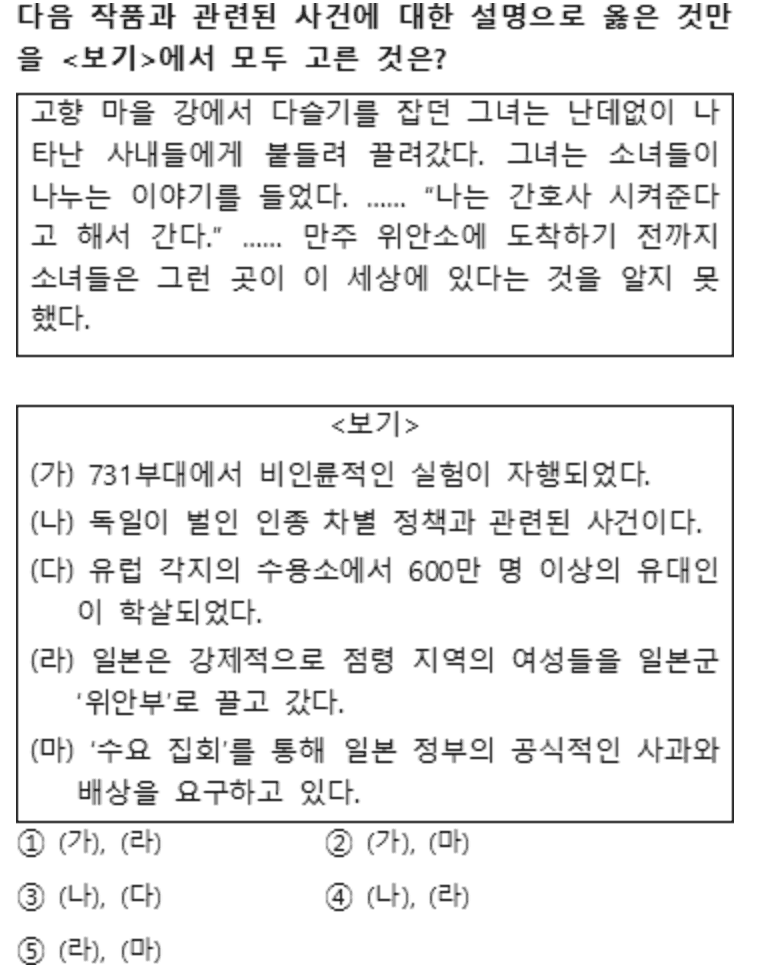 다음 작품과 관련된 사건에 대한 설명으로 옳은 것만
을 <보기>에서 모두 고른 것은?
고향 마을 강에서 다슬기를 잡던 그녀는 난데없이 나
타난 사내들에게 붙들려 끌려갔다. 그녀는 소녀들이
나누는 이야기를 들었다. …… “나는 간호사 시켜준다
고 해서 간다.” …… 만주 위안소에 도착하기 전까지
소녀들은 그런 곳이 이 세상에 있다는 것을 알지 못
했다.
<보기>
(가) 731부대에서 비인륜적인 실험이 자행되었다.
(나) 독일이 벌인 인종 차별 정책과 관련된 사건이다.
(다) 유럽 각지의 수용소에서 600만 명 이상의 유대인
이 학살되었다.
(라) 일본은 강제적으로 점령 지역의 여성들을 일본군
‘위안부’로 끌고 갔다.
(마) ‘수요 집회’를 통해 일본 정부의 공식적인 사과와
배상을 요구하고 있다.
① (가), (라) ② (가), (마)
③ (나), (다) ④ (나), (라)
⑤ (라), (마)